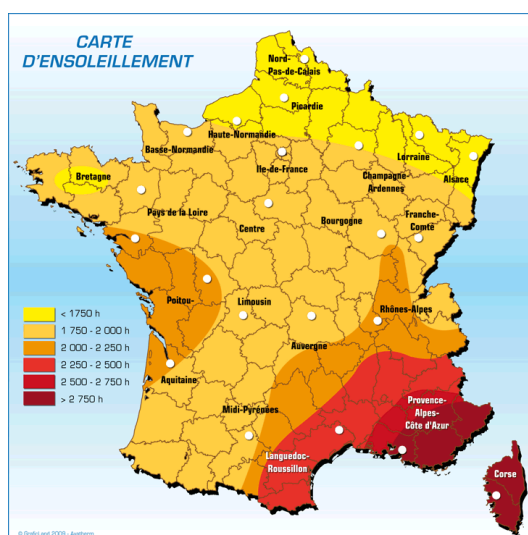 CARTE
D'ENSOLEILLEMENT
Nord-
Pas-de-Calais
Picardie
Haute-Normandie
Basse-Normandie
Ile-de-France
Lorraine
Champagne-
Ardennes
Alsace
Bretagne
Pays de la Loire
Centre
Bourgogne
Franche-
Comté
Poitou-
Limousin
Rhônes-Alpes
Auvergne
< 1750 h
1 750 - 2 000 h
2 000 - 2 250 h
2 250 - 2 500 h
2 500 - 2 750 h
> 2 750 h
Aquitaine
Midi-Pyrénées
Provence-
Alpes-
Côte d'Azur
Languedoc-
Roussillon
Corse